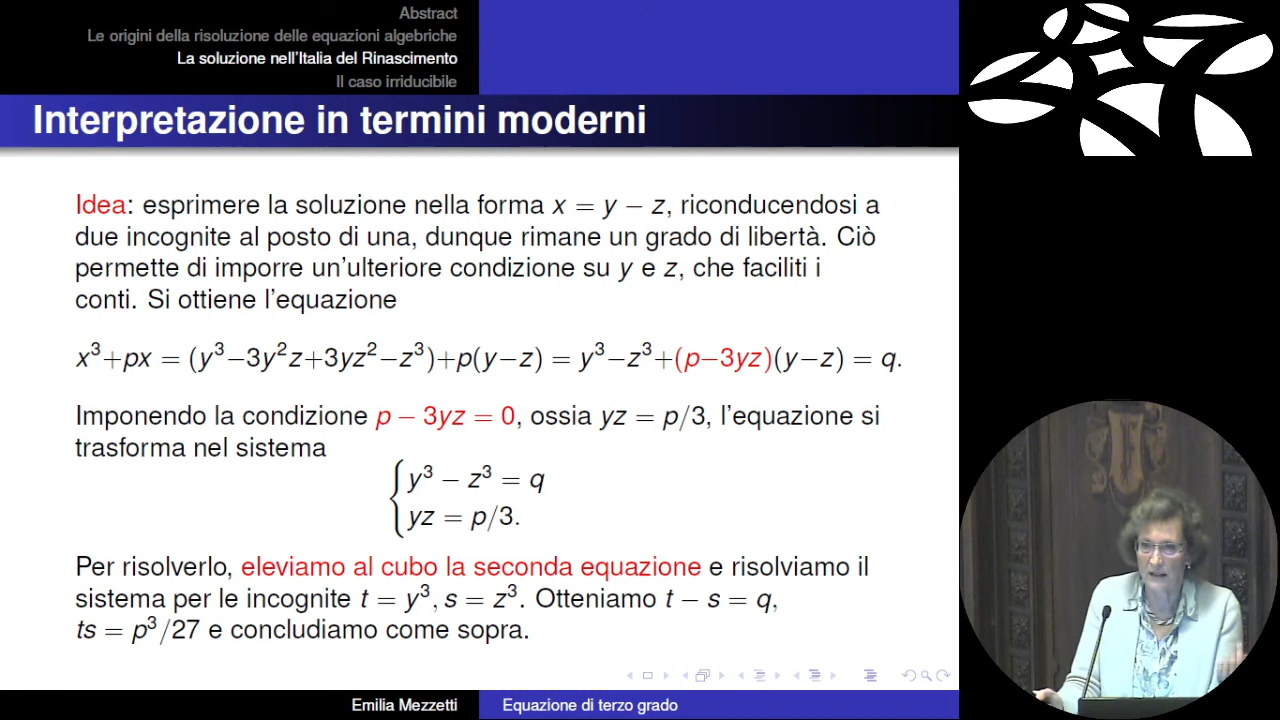 Abstract
Le origini della risoluzione delle equazioni algebriche
La soluzione nell'Italia del Rinascimento
Il caso irriducibile
Interpretazione in termini moderni
Idea: esprimere la soluzione nella forma x = y − z, riconducendosi a
due incognite al posto di una, dunque rimane un grado di libertà. Ciò
permette di imporre un'ulteriore condizione su y e z, che faciliti i
conti. Si ottiene l'equazione
x³+px = (y³−3y²z+3yz²−z³)+p(y−z) = y³−z³+(p−3yz)(y−z) = q.
Imponendo la condizione p − 3yz = 0, ossia yz = p/3, l'equazione si
trasforma nel sistema
y³ − z³ = q
yz = p/3.
Per risolverlo, eleviamo al cubo la seconda equazione e risolviamo il
sistema per le incognite t = y³, s = z³. Otteniamo t − s = q,
ts = p³/27 e concludiamo come sopra.
Emilia Mezzetti
Equazione di terzo grado